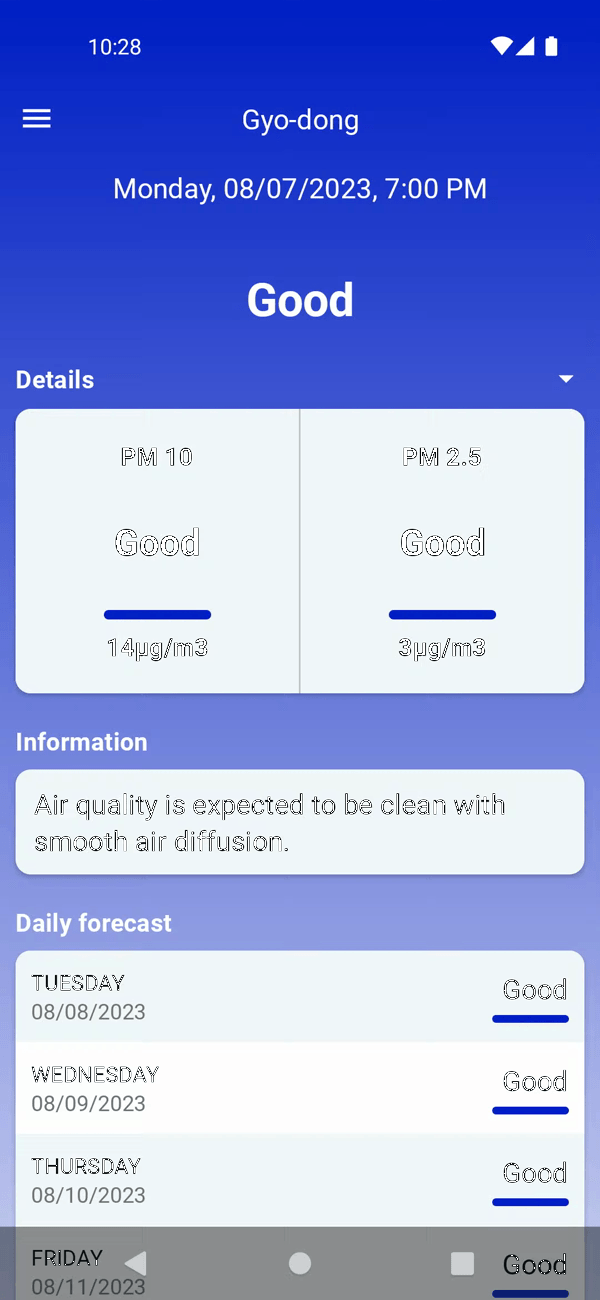 10:28
Gyo-dong
Monday, 08/07/2023, 7:00 PM
Good
Details
PM 10
PM 2.5
Good
Good
14µg/m3
3µg/m3
Information
Air quality is expected to be clean with
smooth air diffusion.
Daily forecast
TUESDAY
Good
08/08/2023
WEDNESDAY
Good
08/09/2023
THURSDAY
Good
08/10/2023
FRIDAY
Good
08/11/2023